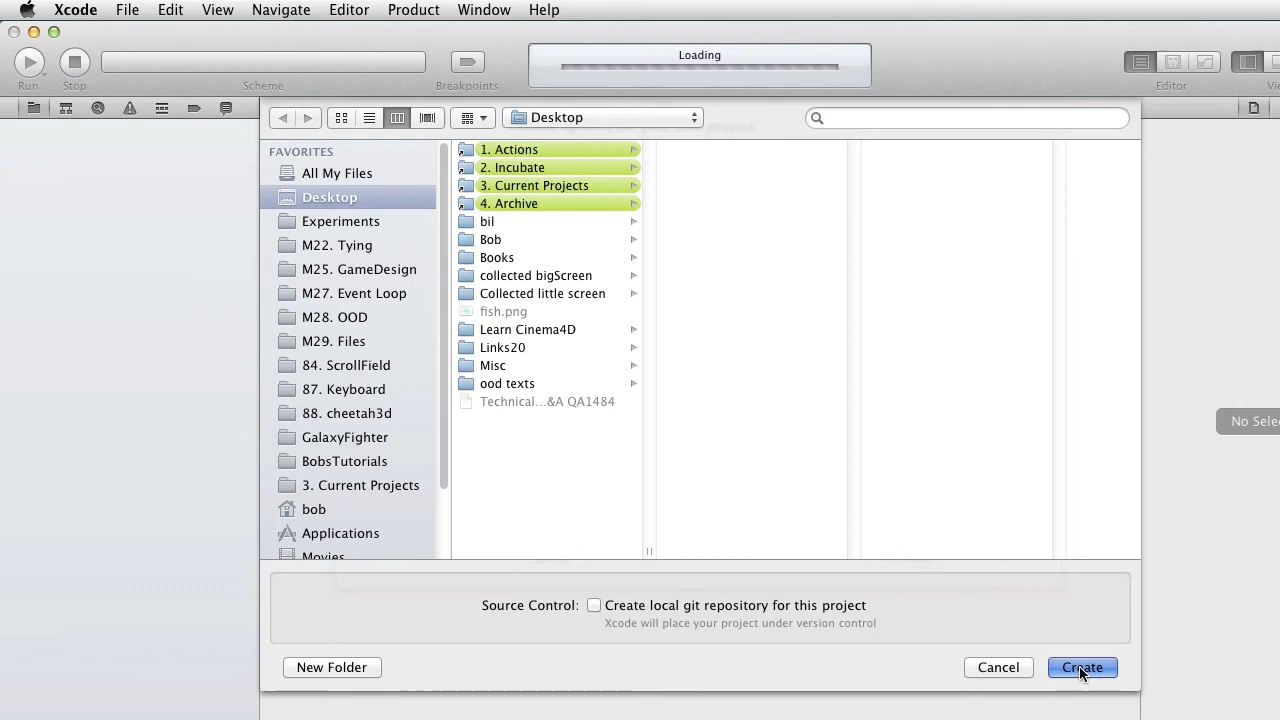 Xcode File Edit View Navigate Editor Product Window Help
Loading
Run Stop Scheme Breakpoints Editor
Desktop
FAVORITES
All My Files
Desktop
Experiments
M22. Tying
M25. GameDesign
M27. Event Loop
M28. OOD
M29. Files
84. ScrollField
87. Keyboard
88. cheetah3d
GalaxyFighter
BobsTutorials
3. Current Projects
bob
Applications
Movies
1. Actions
2. Incubate
3. Current Projects
4. Archive
bil
Bob
Books
collected bigScreen
Collected little screen
fish.png
Learn Cinema4D
Links20
Misc
ood texts
Technical...&A QA1484
No Sele
Source Control: Create local git repository for this project
Xcode will place your project under version control
New Folder Cancel Create